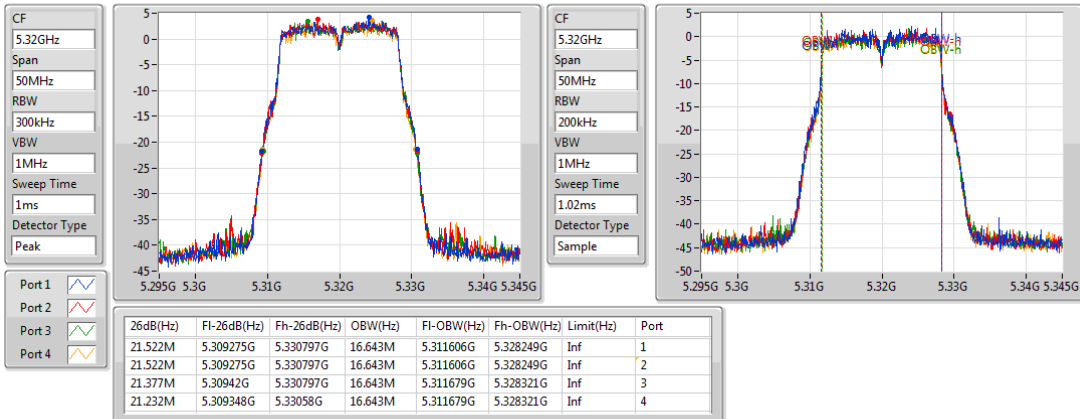 CF
5.32GHz
Span
50MHz
RBW
300kHz
VBW
1MHz
Sweep Time
1ms
Detector Type
Peak
5
0
-5
-10
-15
-20
-25
-30
-35
-40
-45
5.295G 5.3G 5.31G 5.32G 5.33G 5.34G 5.345G
CF
5.32GHz
Span
50MHz
RBW
200kHz
VBW
1MHz
Sweep Time
1.02ms
Detector Type
Sample
5
0
-5
-10
-15
-20
-25
-30
-35
-40
-45
-50
OBW-h
OBW-h
5.295G 5.3G 5.31G 5.32G 5.33G 5.34G 5.345G
Port 1
Port 2
Port 3
Port 4
26dB(Hz) Fl-26dB(Hz) Fh-26dB(Hz) OBW(Hz) Fl-OBW(Hz) Fh-OBW(Hz) Limit(Hz) Port
21.522M 5.309275G 5.330797G 16.643M 5.311606G 5.328249G Inf 1
21.522M 5.309275G 5.330797G 16.643M 5.311606G 5.328249G Inf 2
21.377M 5.30942G 5.330797G 16.643M 5.311679G 5.328321G Inf 3
21.232M 5.309348G 5.33058G 16.643M 5.311679G 5.328321G Inf 4